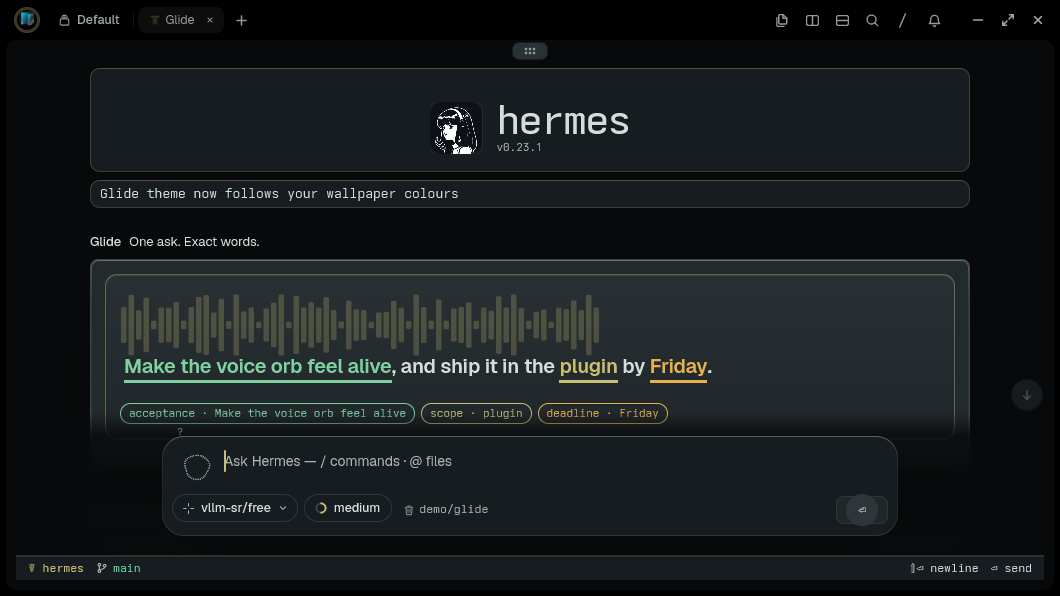 Default
Glide ×
hermes
v0.23.1
Glide theme now follows your wallpaper colours
Glide One ask. Exact words.
Make the voice orb feel alive, and ship it in the plugin by Friday.
acceptance · Make the voice orb feel alive
scope · plugin
deadline · Friday
?
Ask Hermes — / commands · @ files
vllm-sr/free
medium
demo/glide
hermes
main
newline
send